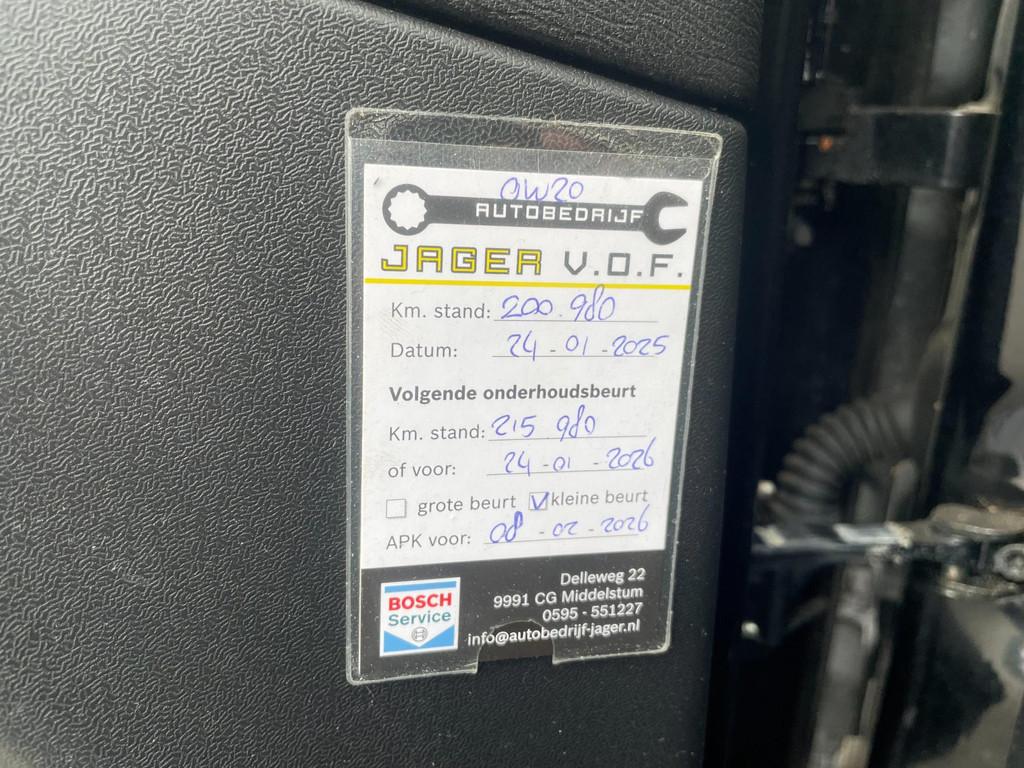 OW20
AUTOBEDRIJF
JAGER V.O.F.
Km. stand: 200.980
Datum: 24-01-2025
Volgende onderhoudsbeurt
Km. stand: 215 980
of voor: 24-01-2026
grote beurt kleine beurt
APK voor: 08-02-2026
Delleweg 22
9991 CG Middelstum
0595 - 551227
info@autobedrijf-jager.nl
BOSCH
Service